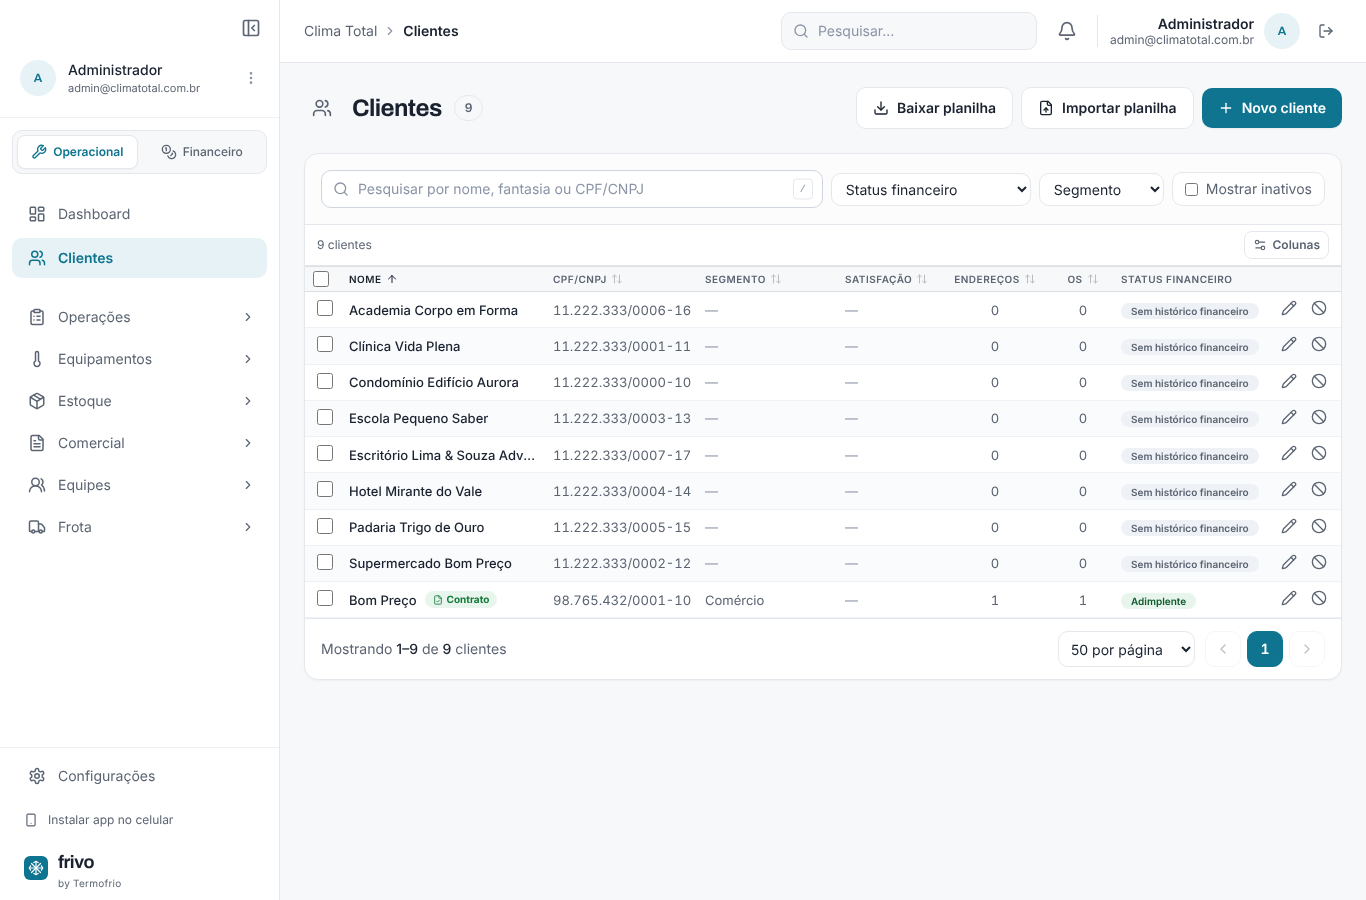 Clima Total > Clientes
Pesquisar...
Administrador
admin@climatotal.com.br
A
A
Administrador
admin@climatotal.com.br
Operacional
Financeiro
Dashboard
Clientes
Operações
Equipamentos
Estoque
Comercial
Equipes
Frota
Configurações
Instalar app no celular
frivo
by Termofrio
Clientes 9
Baixar planilha
Importar planilha
+ Novo cliente
Pesquisar por nome, fantasia ou CPF/CNPJ /
Status financeiro
Segmento
Mostrar inativos
9 clientes
Colunas
NOME CPF/CNPJ SEGMENTO SATISFAÇÃO ENDEREÇOS OS STATUS FINANCEIRO
Academia Corpo em Forma 11.222.333/0006-16 — — 0 0 Sem histórico financeiro
Clínica Vida Plena 11.222.333/0001-11 — — 0 0 Sem histórico financeiro
Condomínio Edifício Aurora 11.222.333/0000-10 — — 0 0 Sem histórico financeiro
Escola Pequeno Saber 11.222.333/0003-13 — — 0 0 Sem histórico financeiro
Escritório Lima & Souza Adv... 11.222.333/0007-17 — — 0 0 Sem histórico financeiro
Hotel Mirante do Vale 11.222.333/0004-14 — — 0 0 Sem histórico financeiro
Padaria Trigo de Ouro 11.222.333/0005-15 — — 0 0 Sem histórico financeiro
Supermercado Bom Preço 11.222.333/0002-12 — — 0 0 Sem histórico financeiro
Bom Preço Contrato 98.765.432/0001-10 Comércio — 1 1 Adimplente
Mostrando 1–9 de 9 clientes
50 por página
1